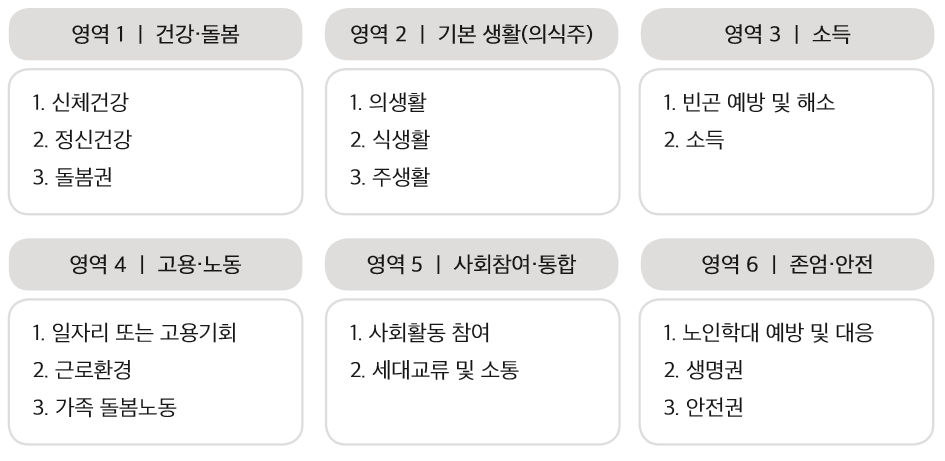 영역 1 | 건강·돌봄
1. 신체건강
2. 정신건강
3. 돌봄권
영역 2 | 기본 생활(의식주)
1. 의생활
2. 식생활
3. 주생활
영역 3 | 소득
1. 빈곤 예방 및 해소
2. 소득
영역 4 | 고용·노동
1. 일자리 또는 고용기회
2. 근로환경
3. 가족 돌봄노동
영역 5 | 사회참여·통합
1. 사회활동 참여
2. 세대교류 및 소통
영역 6 | 존엄·안전
1. 노인학대 예방 및 대응
2. 생명권
3. 안전권